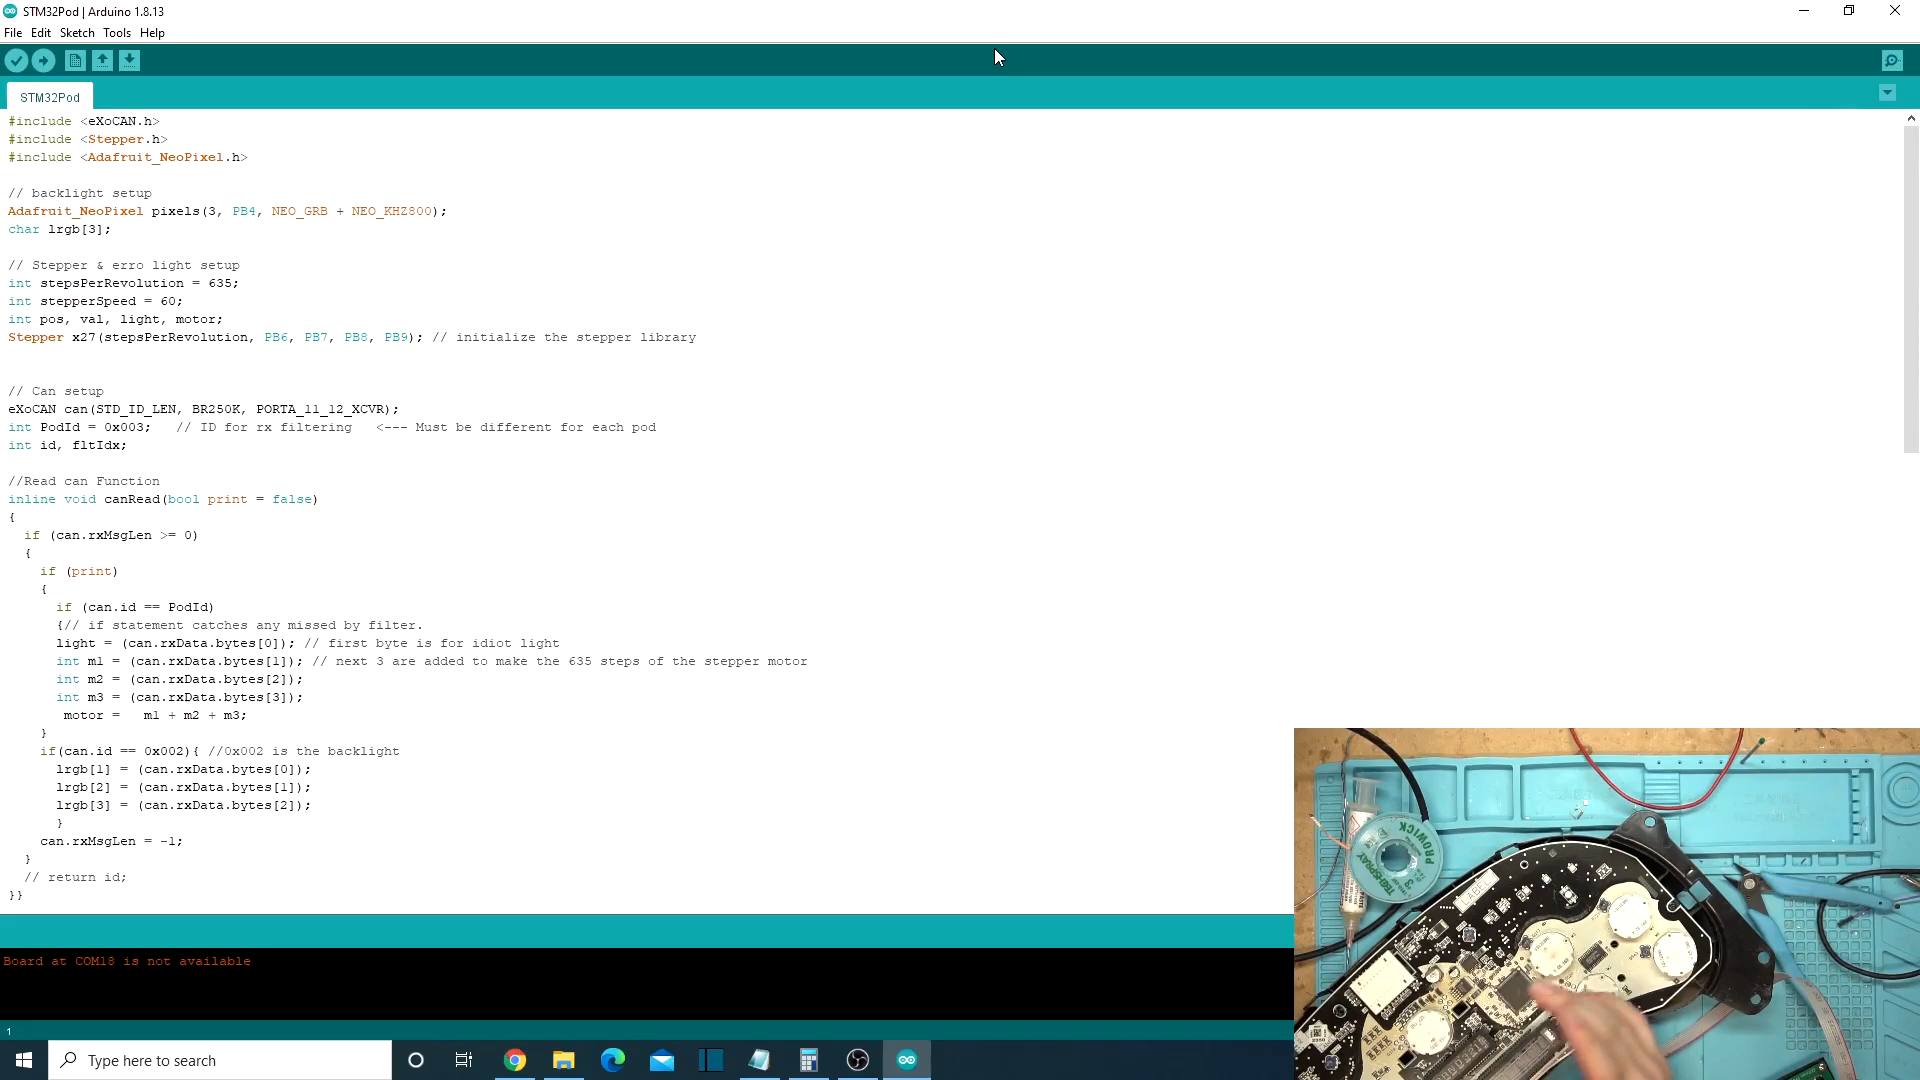 STM32Pod | Arduino 1.8.13
File Edit Sketch Tools Help
STM32Pod
#include <eXoCAN.h>
#include <Stepper.h>
#include <Adafruit_NeoPixel.h>
// backlight setup
Adafruit_NeoPixel pixels(3, PB4, NEO_GRB + NEO_KHZ800);
char lrgb[3];
// Stepper & erro light setup
int stepsPerRevolution = 635;
int stepperSpeed = 60;
int pos, val, light, motor;
Stepper x27(stepsPerRevolution, PB6, PB7, PB8, PB9); // initialize the stepper library
// Can setup
eXoCAN can(STD_ID_LEN, BR250K, PORTA_11_12_XCVR);
int PodId = 0x003;   // ID for rx filtering   <--- Must be different for each pod
int id, fltIdx;
//Read can Function
inline void canRead(bool print = false)
{
if (can.rxMsgLen >= 0)
{
if (print)
{
if (can.id == PodId)
{// if statement catches any missed by filter.
light = (can.rxData.bytes[0]); // first byte is for idiot light
int m1 = (can.rxData.bytes[1]); // next 3 are added to make the 635 steps of the stepper motor
int m2 = (can.rxData.bytes[2]);
int m3 = (can.rxData.bytes[3]);
motor =   m1 + m2 + m3;
}
if(can.id == 0x002){ //0x002 is the backlight
lrgb[1] = (can.rxData.bytes[0]);
lrgb[2] = (can.rxData.bytes[1]);
lrgb[3] = (can.rxData.bytes[2]);
}
can.rxMsgLen = -1;
}
// return id;
}}
Board at COM18 is not available
1
Type here to search
PROWICK
TECHSPRAY
LABEL